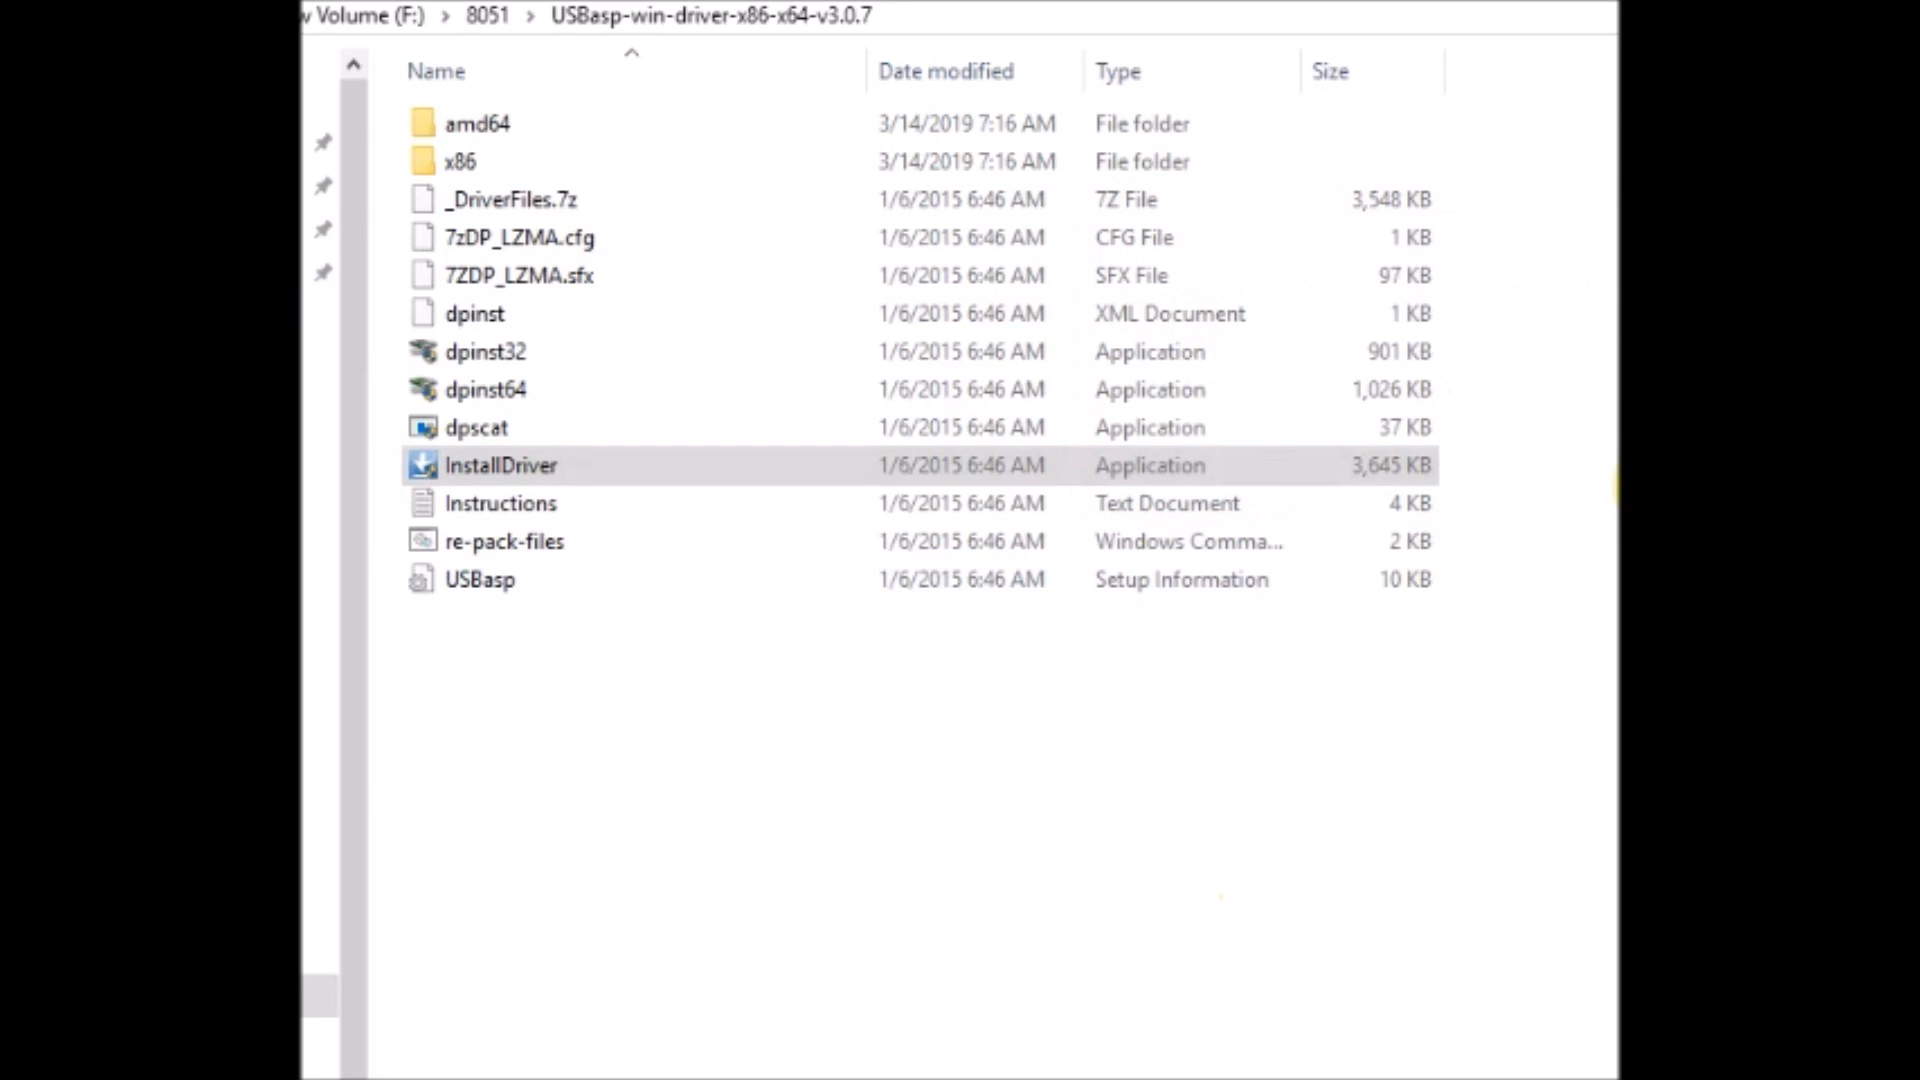 Volume (F:) > 8051 > USBasp-win-driver-x86-x64-v3.0.7
Name Date modified Type Size
amd64 3/14/2019 7:16 AM File folder
x86 3/14/2019 7:16 AM File folder
_DriverFiles.7z 1/6/2015 6:46 AM 7Z File 3,548 KB
7zDP_LZMA.cfg 1/6/2015 6:46 AM CFG File 1 KB
7ZDP_LZMA.sfx 1/6/2015 6:46 AM SFX File 97 KB
dpinst 1/6/2015 6:46 AM XML Document 1 KB
dpinst32 1/6/2015 6:46 AM Application 901 KB
dpinst64 1/6/2015 6:46 AM Application 1,026 KB
dpscat 1/6/2015 6:46 AM Application 37 KB
InstallDriver 1/6/2015 6:46 AM Application 3,645 KB
Instructions 1/6/2015 6:46 AM Text Document 4 KB
re-pack-files 1/6/2015 6:46 AM Windows Comma... 2 KB
USBasp 1/6/2015 6:46 AM Setup Information 10 KB